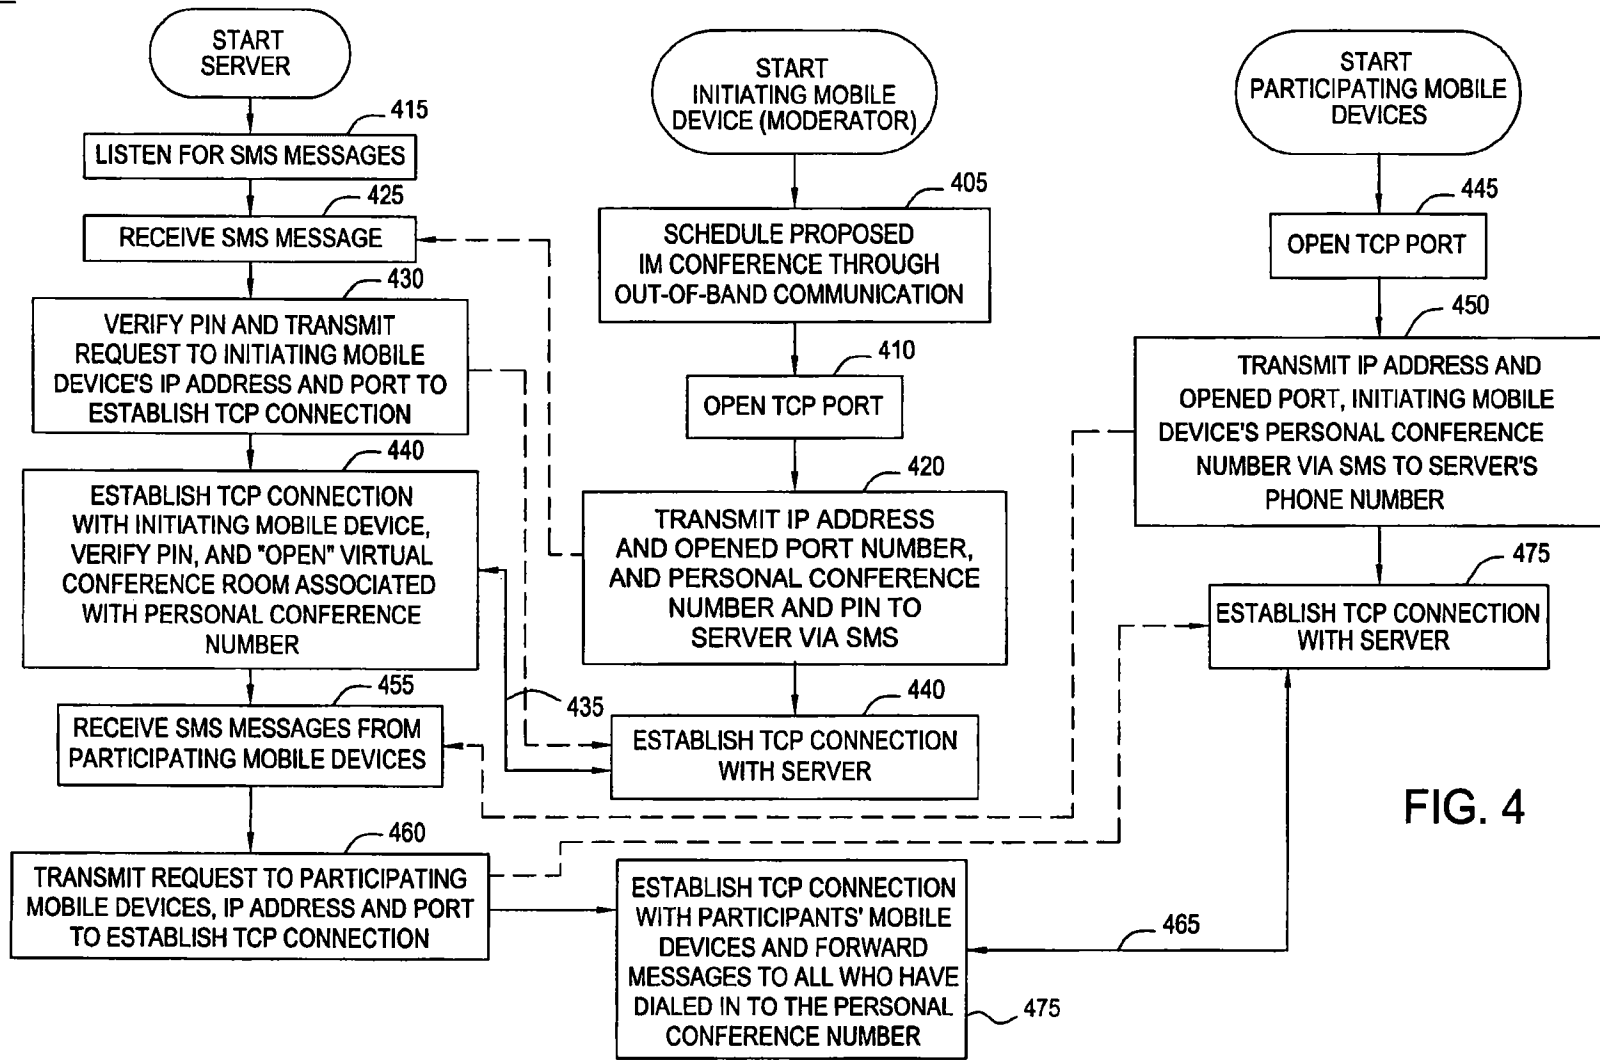 START
SERVER
415
LISTEN FOR SMS MESSAGES
425
RECEIVE SMS MESSAGE
430
VERIFY PIN AND TRANSMIT
REQUEST TO INITIATING MOBILE
DEVICE'S IP ADDRESS AND PORT TO
ESTABLISH TCP CONNECTION
440
ESTABLISH TCP CONNECTION
WITH INITIATING MOBILE DEVICE,
VERIFY PIN, AND "OPEN" VIRTUAL
CONFERENCE ROOM ASSOCIATED
WITH PERSONAL CONFERENCE
NUMBER
455
RECEIVE SMS MESSAGES FROM
PARTICIPATING MOBILE DEVICES
460
TRANSMIT REQUEST TO PARTICIPATING
MOBILE DEVICES, IP ADDRESS AND PORT
TO ESTABLISH TCP CONNECTION
START
INITIATING MOBILE
DEVICE (MODERATOR)
405
SCHEDULE PROPOSED
IM CONFERENCE THROUGH
OUT-OF-BAND COMMUNICATION
410
OPEN TCP PORT
420
TRANSMIT IP ADDRESS
AND OPENED PORT NUMBER,
AND PERSONAL CONFERENCE
NUMBER AND PIN TO
SERVER VIA SMS
435
440
ESTABLISH TCP CONNECTION
WITH SERVER
ESTABLISH TCP CONNECTION
WITH PARTICIPANTS' MOBILE
DEVICES AND FORWARD
MESSAGES TO ALL WHO HAVE
DIALED IN TO THE PERSONAL
CONFERENCE NUMBER
475
START
PARTICIPATING MOBILE
DEVICES
445
OPEN TCP PORT
450
TRANSMIT IP ADDRESS AND
OPENED PORT, INITIATING MOBILE
DEVICE'S PERSONAL CONFERENCE
NUMBER VIA SMS TO SERVER'S
PHONE NUMBER
475
ESTABLISH TCP CONNECTION
WITH SERVER
465
FIG. 4